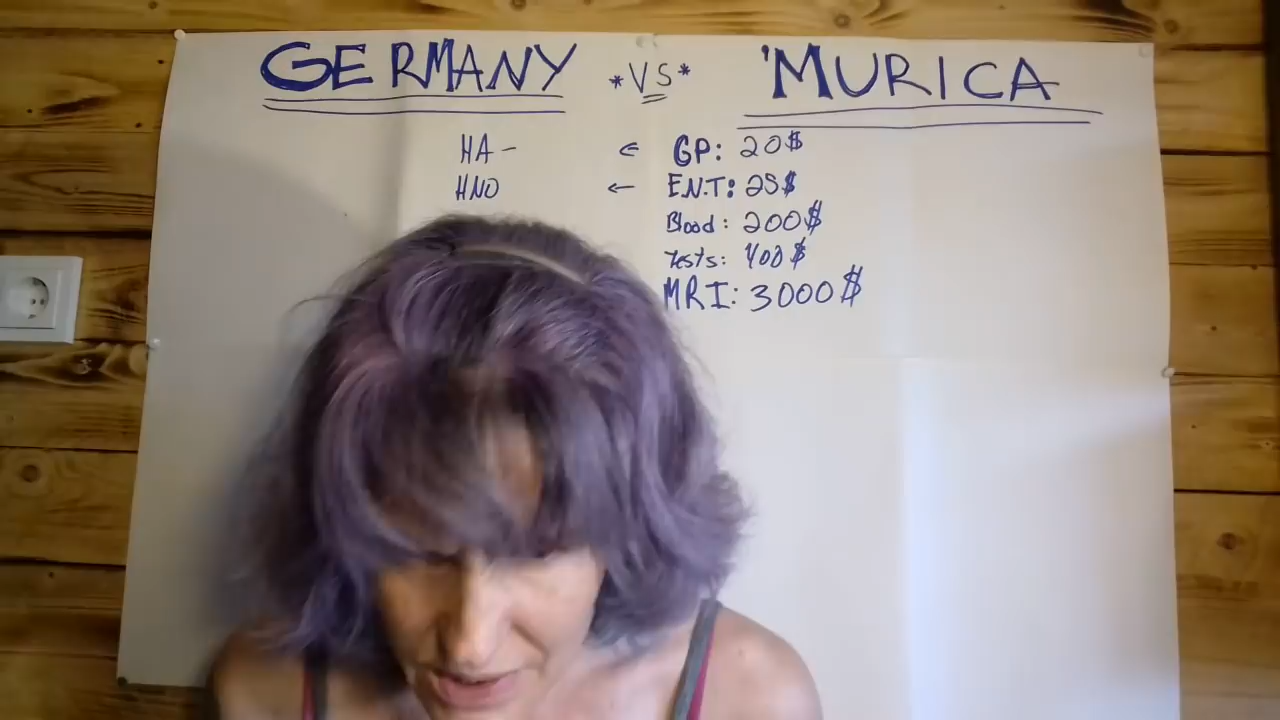 GERMANY *VS* 'MURICA
HA - ← GP: 20$
HNO ← E.N.T: 25$
Blood: 200$
Tests: 400$
MRI: 3000$